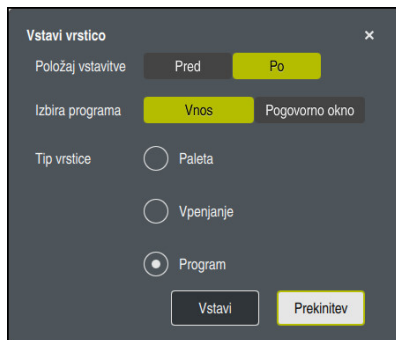 Vstavi vrstico ×
Položaj vstavitve Pred Po
Izbira programa Vnos Pogovorno okno
Tip vrstice Paleta
Vpenjanje
Program
Vstavi Prekinitev